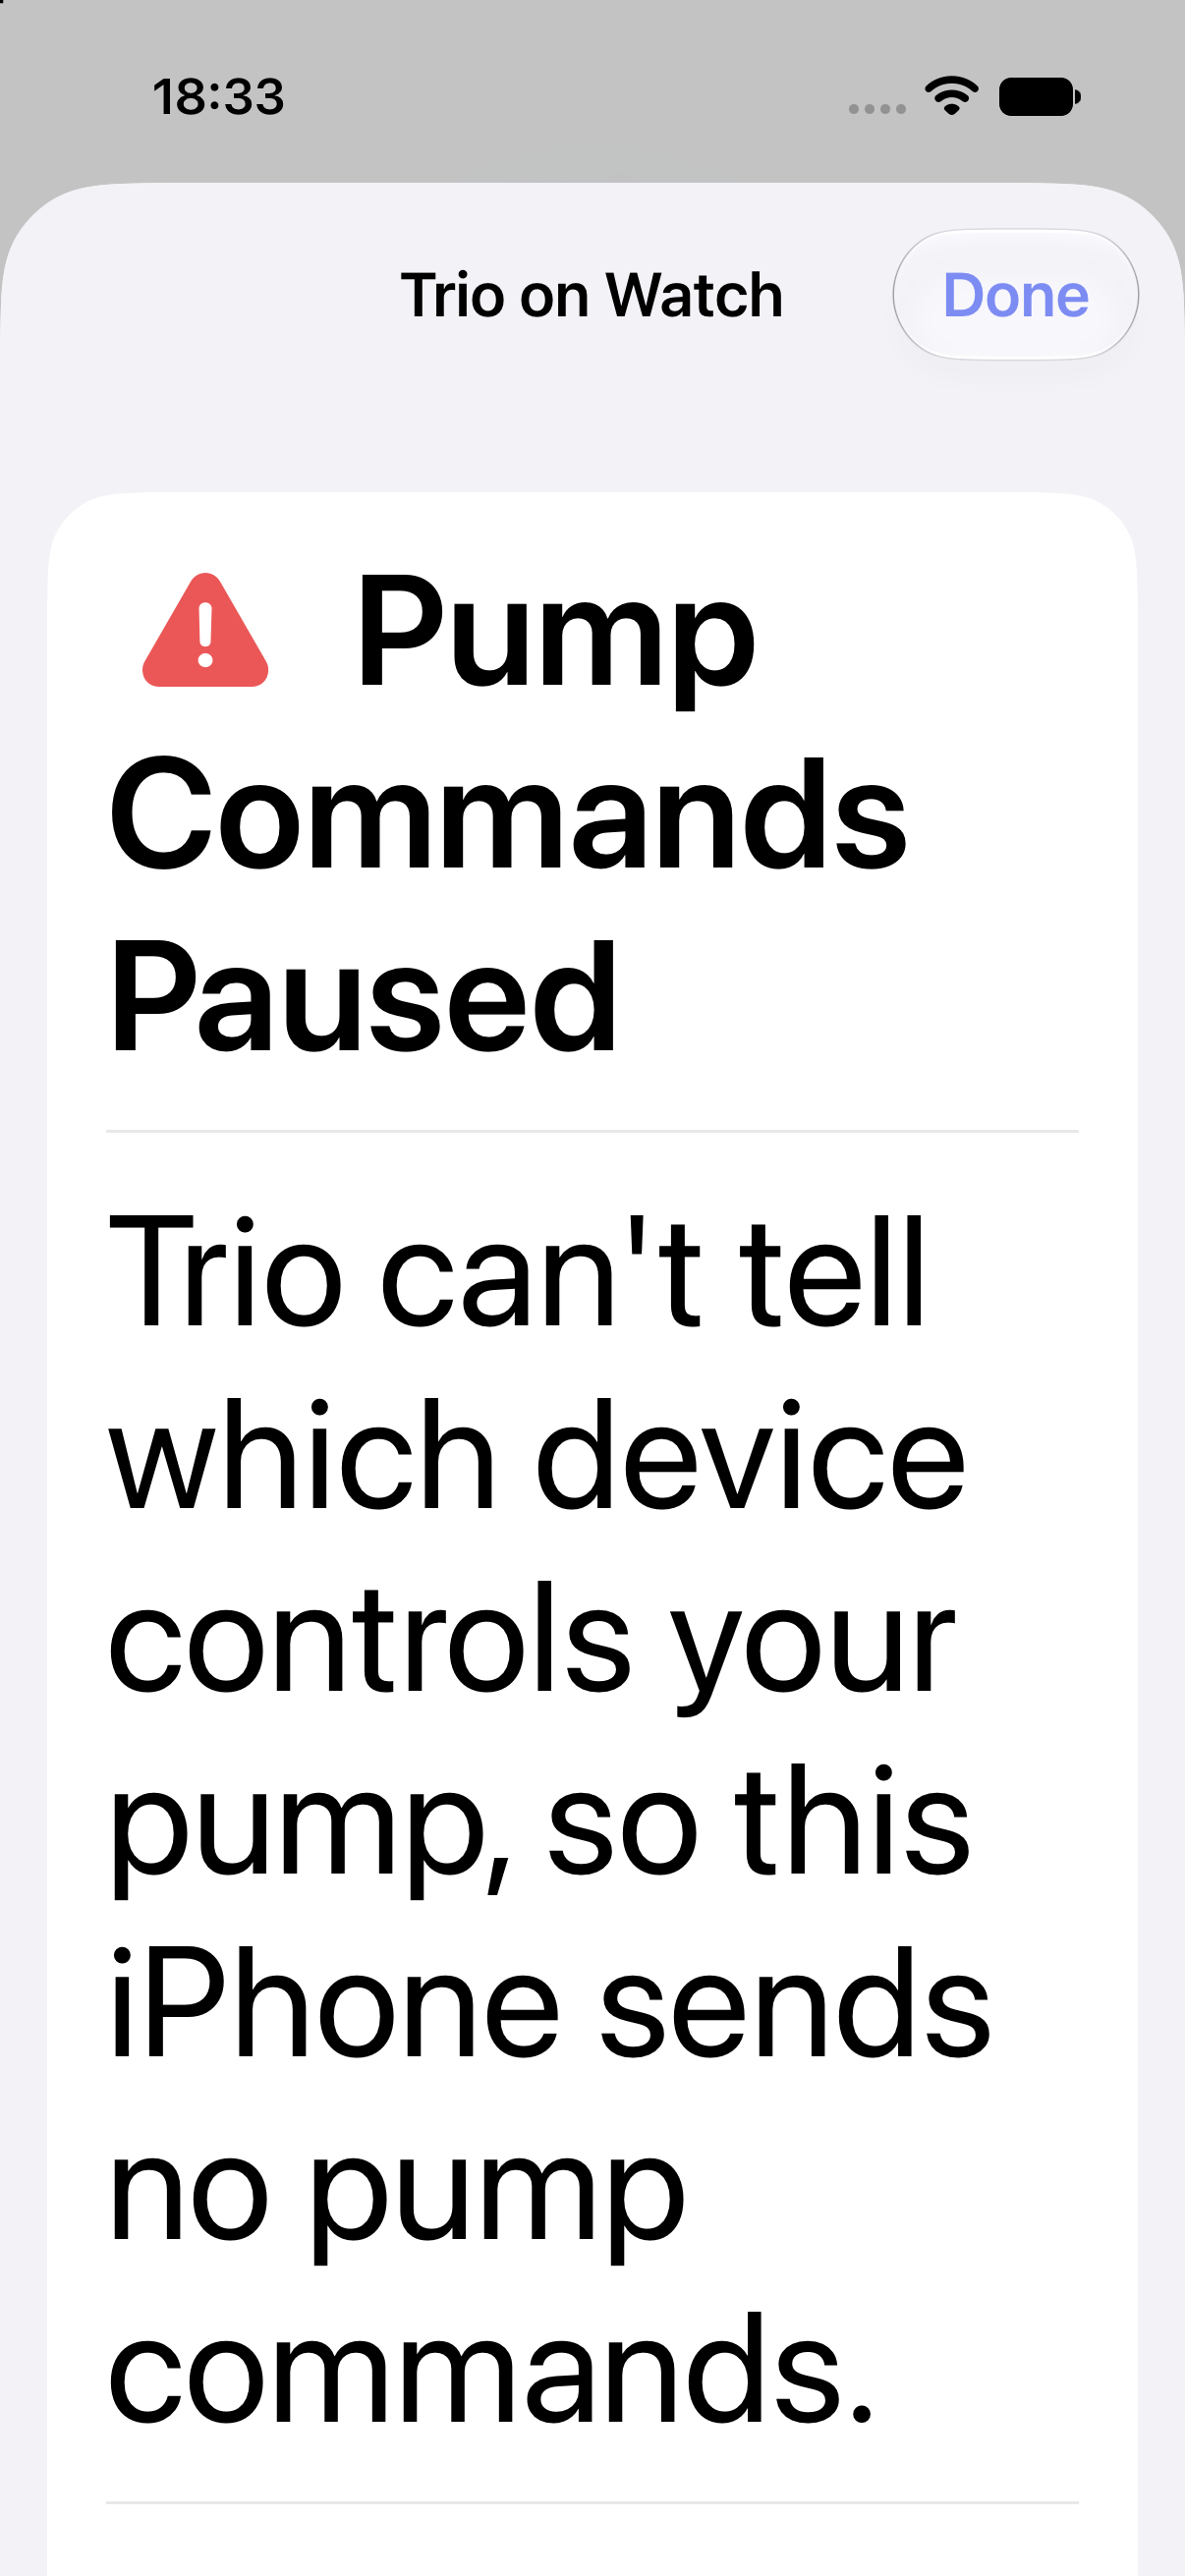 18:33
Trio on Watch
Done
Pump
Commands
Paused
Trio can't tell
which device
controls your
pump, so this
iPhone sends
no pump
commands.